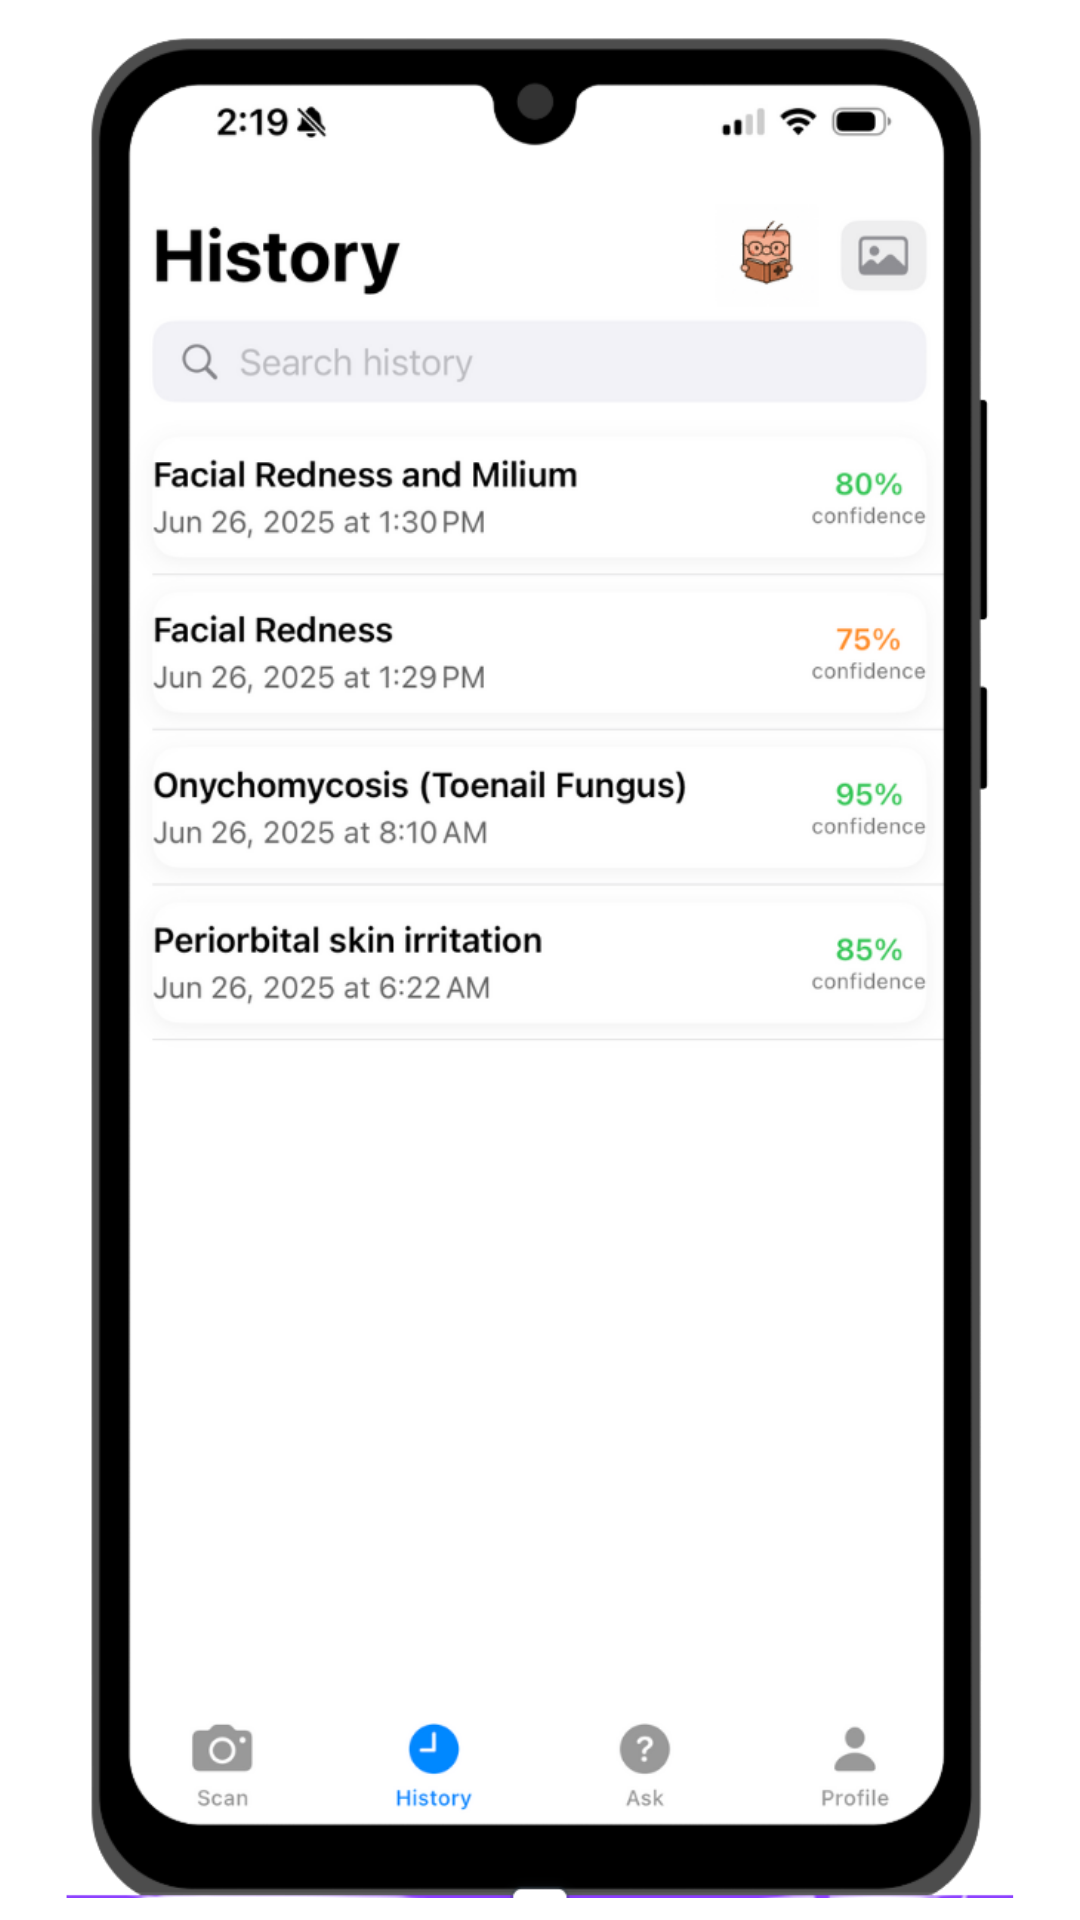 2:19
History
Search history
Facial Redness and Milium
Jun 26, 2025 at 1:30 PM
80%
confidence
Facial Redness
Jun 26, 2025 at 1:29 PM
75%
confidence
Onychomycosis (Toenail Fungus)
Jun 26, 2025 at 8:10 AM
95%
confidence
Periorbital skin irritation
Jun 26, 2025 at 6:22 AM
85%
confidence
Scan
History
Ask
Profile